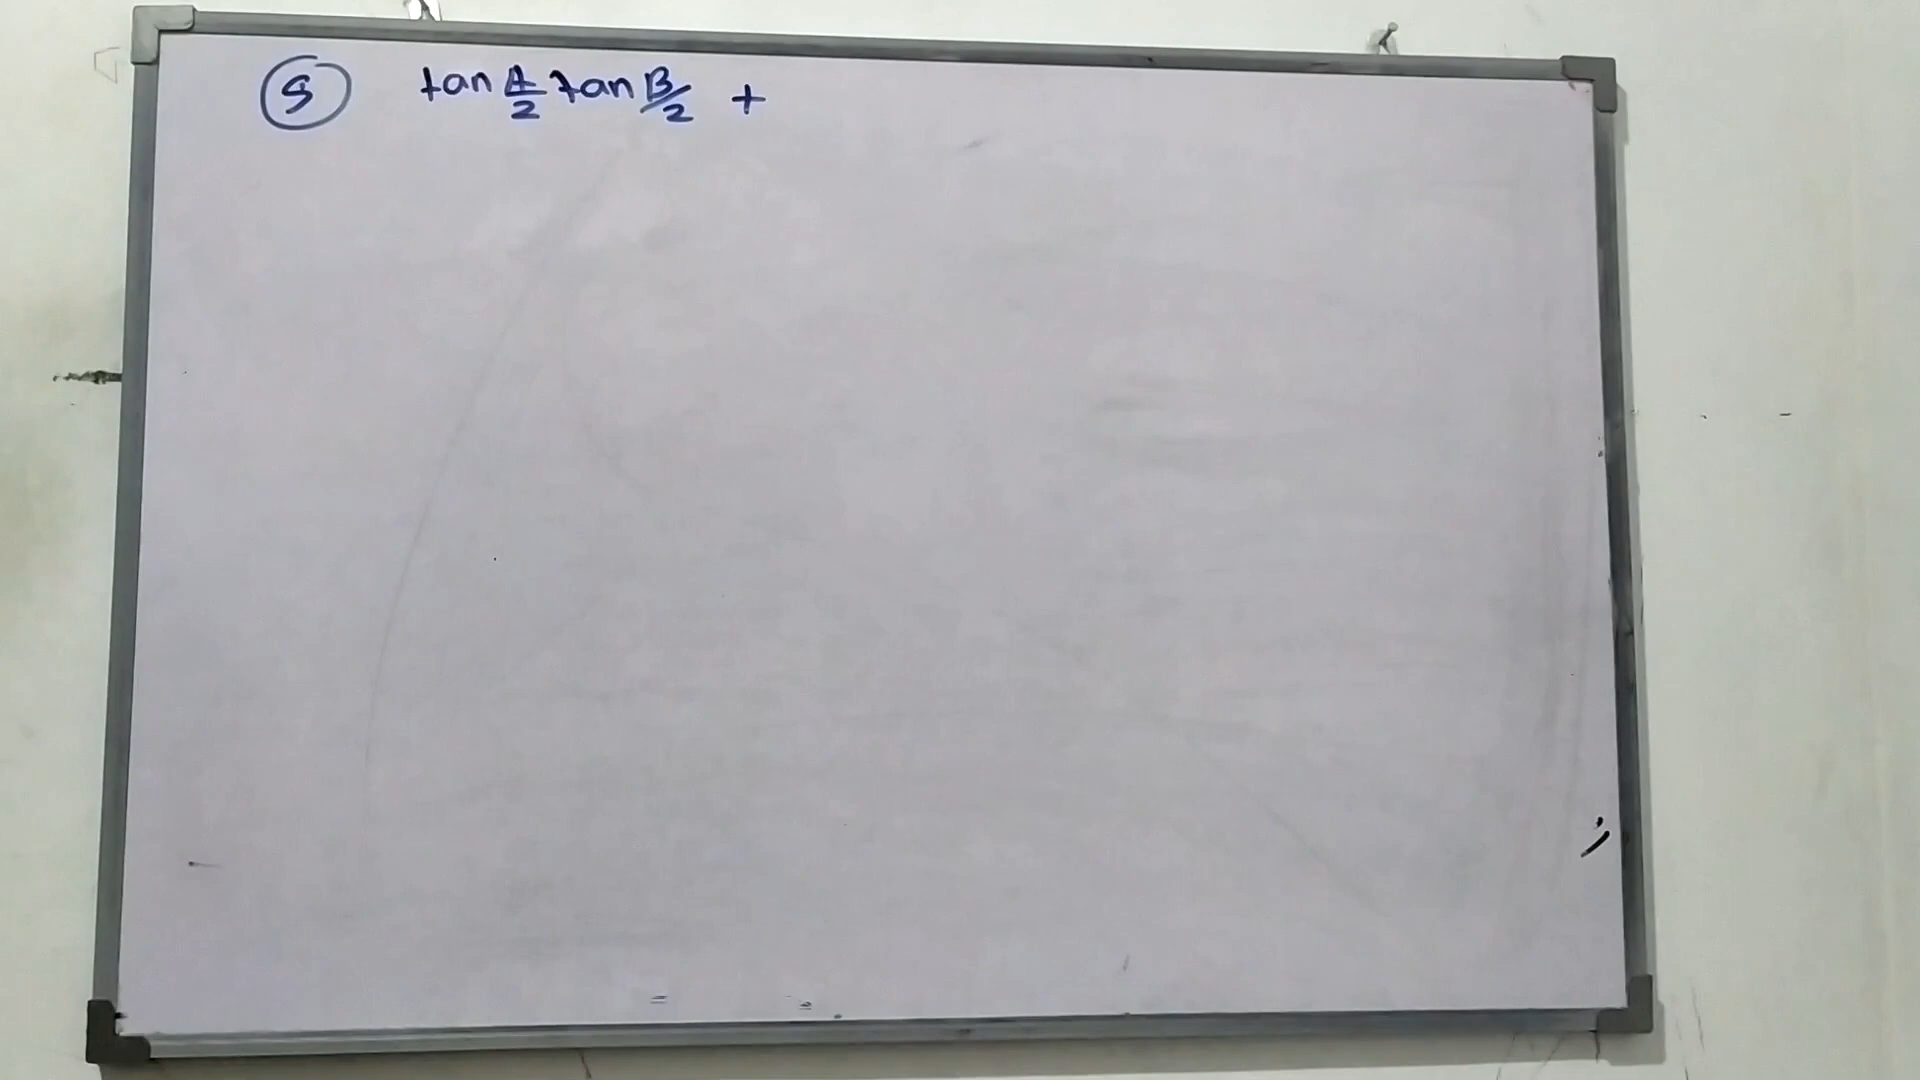 ⑤ tan A/2 tan B/2 +